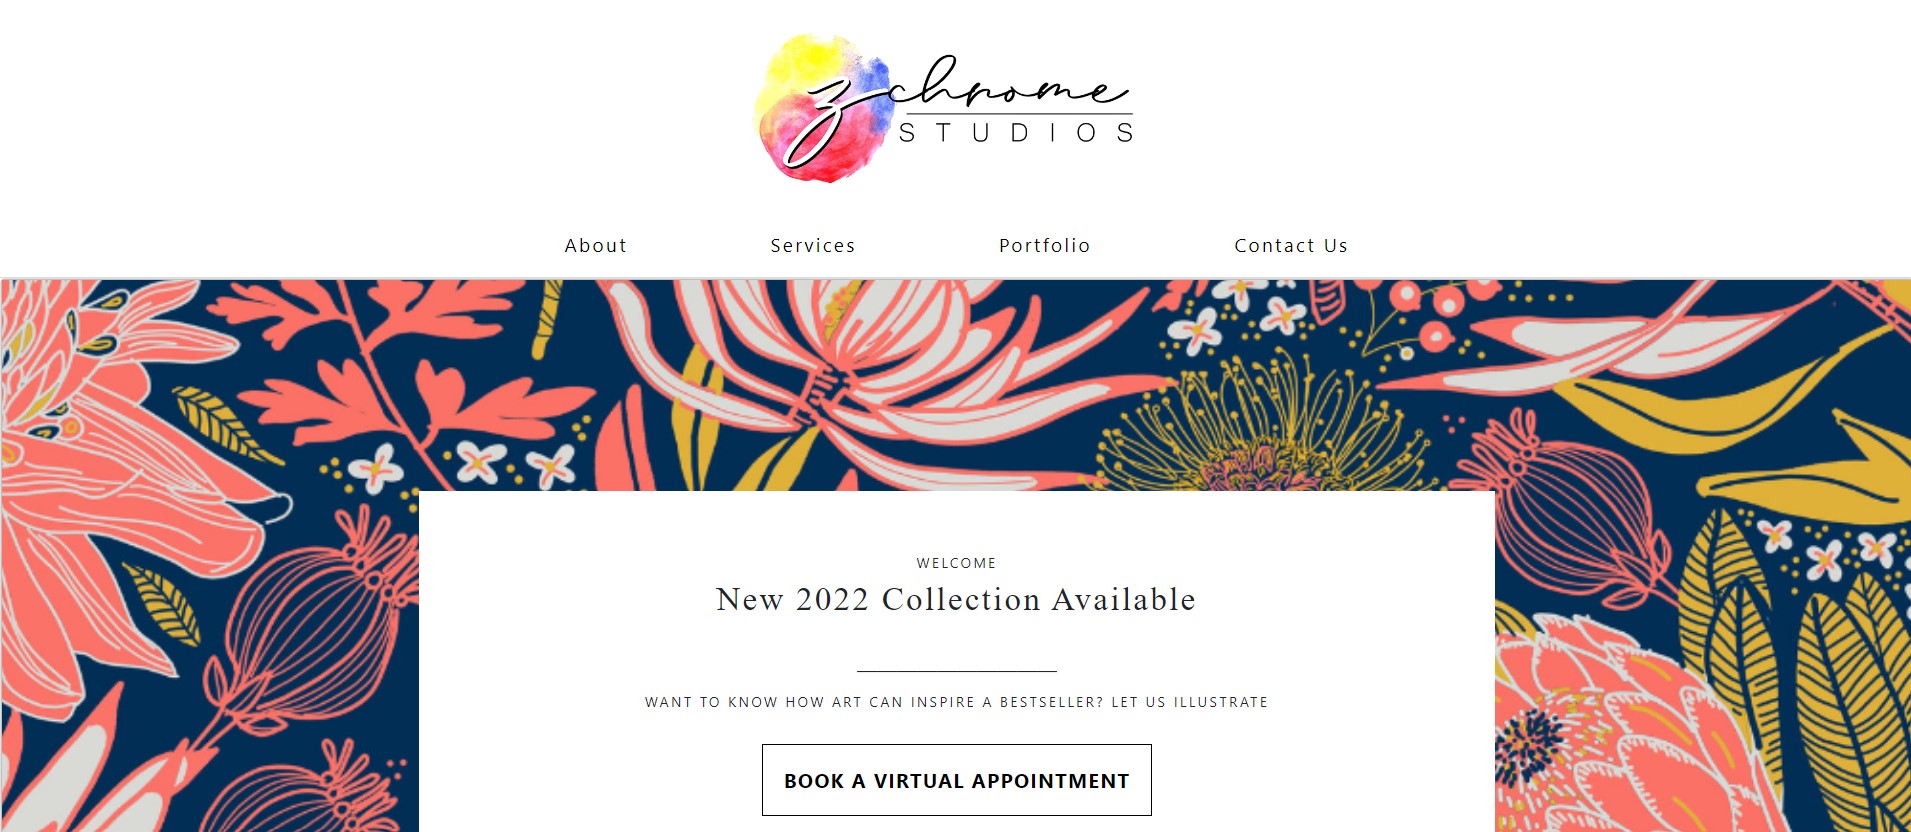 zchrome
STUDIOS
About Services Portfolio Contact Us
WELCOME
New 2022 Collection Available
WANT TO KNOW HOW ART CAN INSPIRE A BESTSELLER? LET US ILLUSTRATE
BOOK A VIRTUAL APPOINTMENT